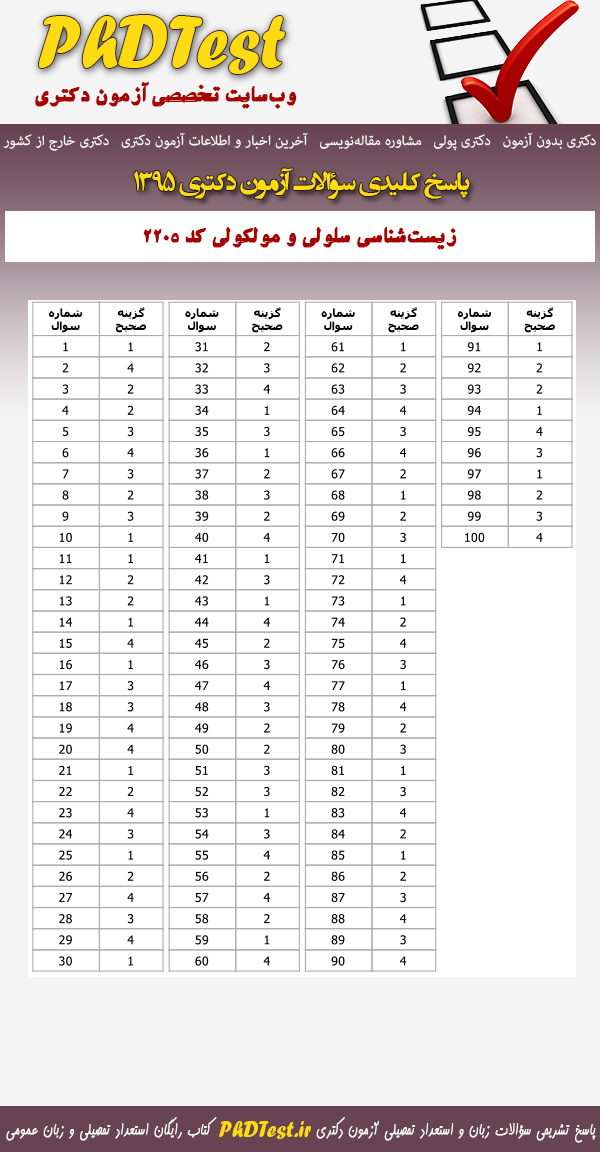 PhDTest
وب‌سایت تخصصی آزمون دکتری
دکتری بدون آزمون دکتری پولی مشاوره مقاله‌نویسی آخرین اخبار و اطلاعات آزمون دکتری دکتری خارج از کشور
پاسخ کلیدی سؤالات آزمون دکتری ۱۳۹۵
زیست‌شناسی سلولی و مولکولی کد ۲۲۰۵
شماره سوال گزینه صحیح شماره سوال گزینه صحیح شماره سوال گزینه صحیح شماره سوال گزینه صحیح
1 1 31 2 61 1 91 1
2 4 32 3 62 2 92 2
3 2 33 4 63 3 93 2
4 2 34 1 64 4 94 1
5 3 35 3 65 3 95 4
6 4 36 1 66 4 96 3
7 3 37 2 67 2 97 1
8 2 38 3 68 1 98 2
9 3 39 2 69 2 99 3
10 1 40 4 70 3 100 4
11 1 41 1 71 1
12 2 42 3 72 4
13 2 43 1 73 1
14 1 44 4 74 2
15 4 45 2 75 4
16 1 46 3 76 3
17 3 47 4 77 1
18 3 48 3 78 4
19 4 49 2 79 2
20 4 50 2 80 3
21 1 51 3 81 1
22 2 52 3 82 3
23 4 53 1 83 4
24 3 54 3 84 2
25 1 55 4 85 1
26 2 56 2 86 2
27 4 57 4 87 3
28 3 58 2 88 4
29 4 59 1 89 3
30 1 60 4 90 4
پاسخ تشریحی سؤالات زبان و استعداد تحصیلی آزمون دکتری PhDTest.ir کتاب رایگان استعداد تحصیلی و زبان عمومی